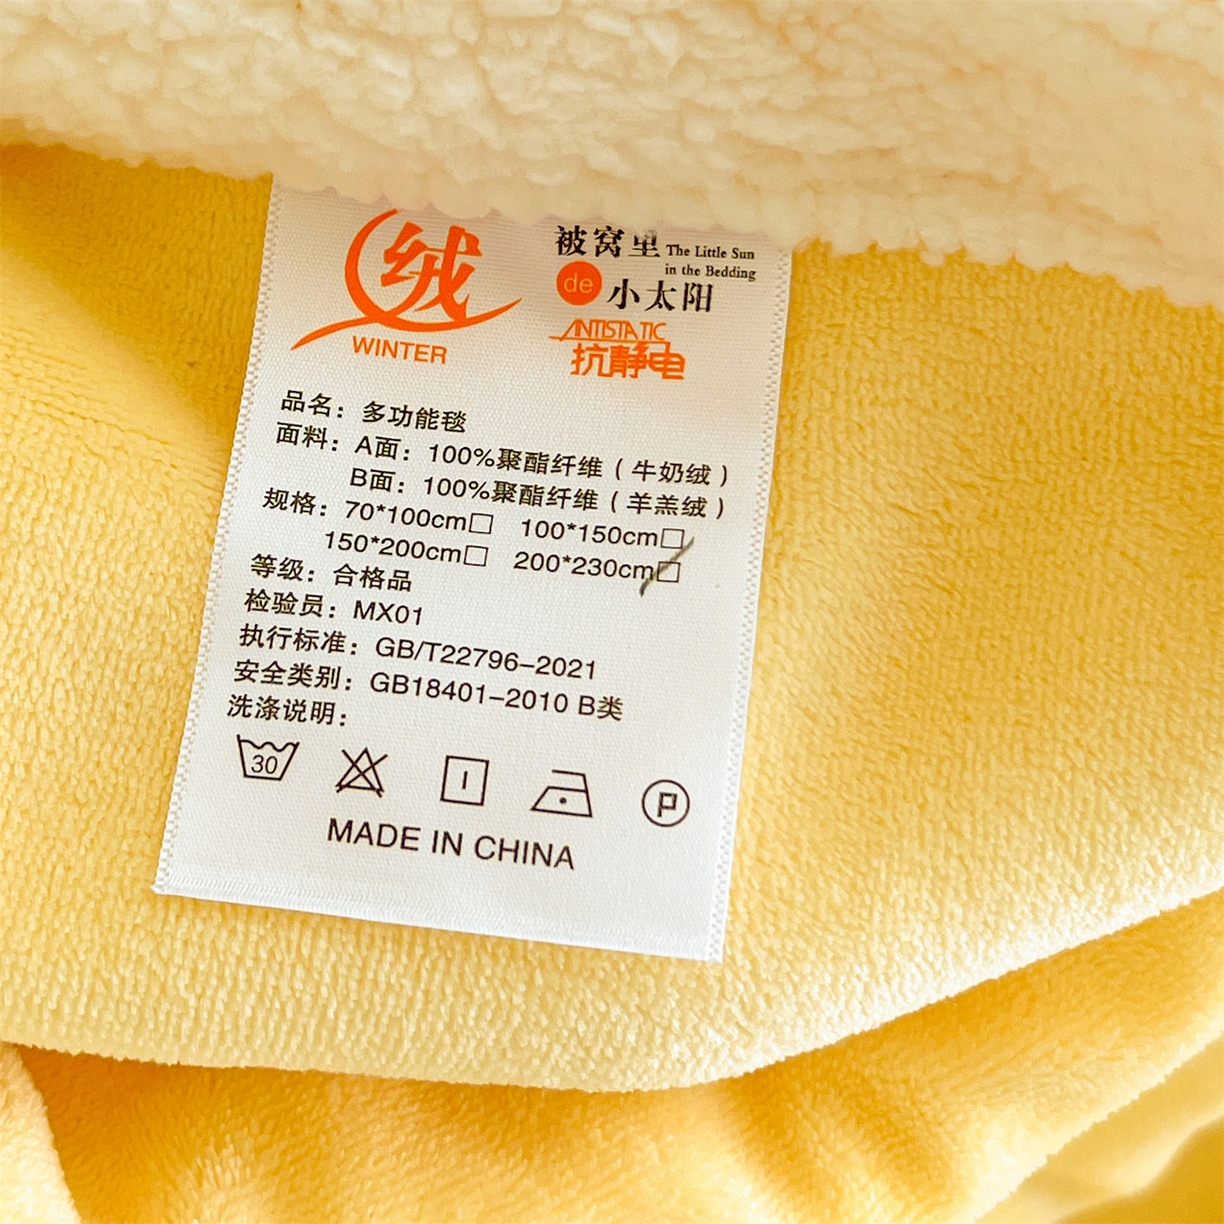 绒
WINTER
被窝里 The Little Sun
in the Bedding
de 小太阳
ANTISTATIC
抗静电
品名：多功能毯
面料：A面：100%聚酯纤维（牛奶绒）
B面：100%聚酯纤维（羊羔绒）
规格：70*100cm□ 100*150cm□
150*200cm□ 200*230cm□
等级：合格品
检验员：MX01
执行标准：GB/T22796-2021
安全类别：GB18401-2010 B类
洗涤说明：
30
P
MADE IN CHINA